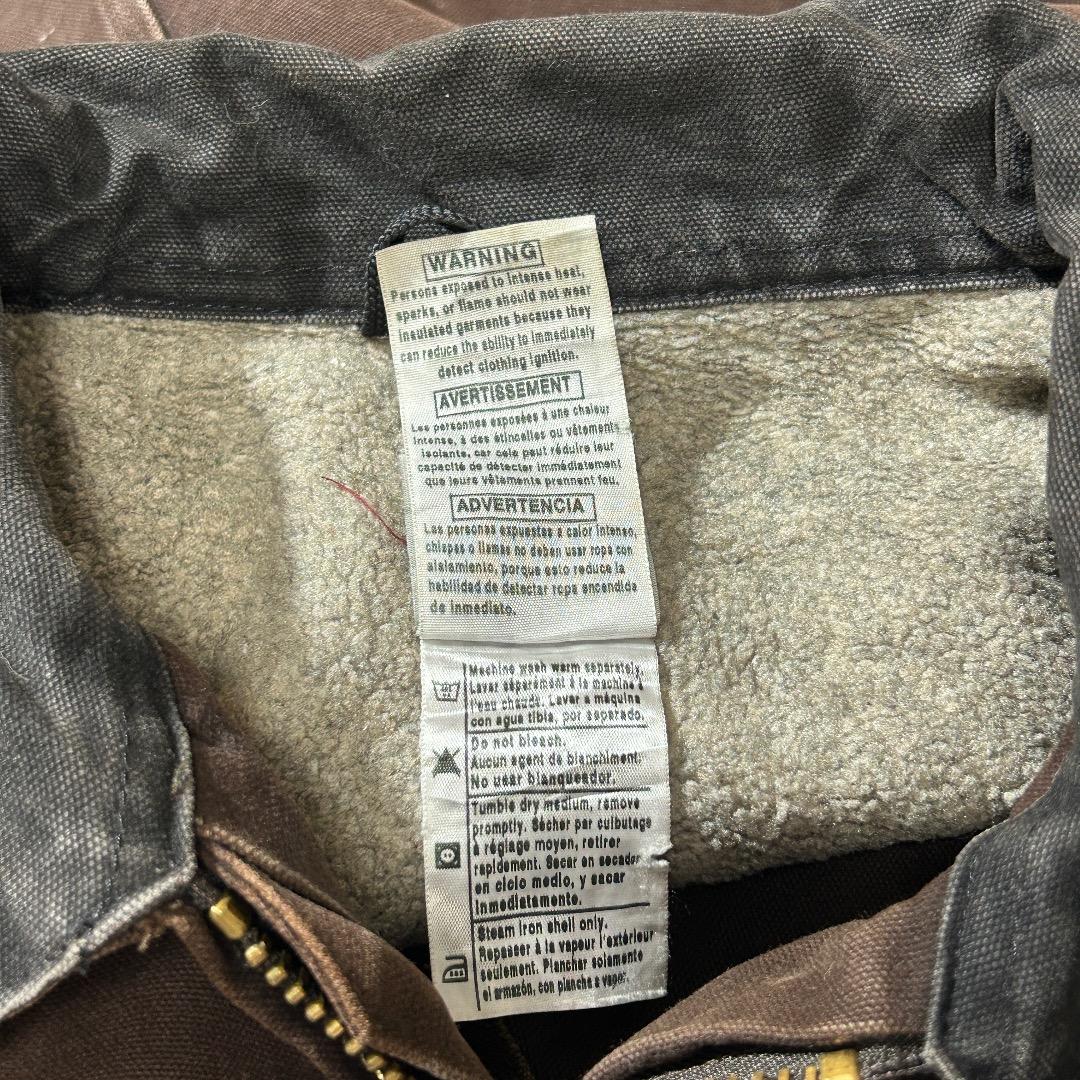 WARNING
Persons exposed to intense heat,
sparks, or flame should not wear
insulated garments because they
can reduce the ability to immediately
detect clothing ignition.
AVERTISSEMENT
Les personnes exposées à une chaleur
intense, à des étincelles ou vêtements
isolants, car cela peut réduire leur
capacité de détecter immédiatement
que leurs vêtements prennent feu.
ADVERTENCIA
Las personas expuestas a calor intenso,
chispas o llamas no deben usar ropa con
aislamiento, porque esto reduce la
habilidad de detectar ropa encendida
de inmediato.
Machine wash warm separately.
Laver séparément à la machine à
l'eau chaude. Lavar a máquina
con agua tibia, por separado.
Do not bleach.
Aucun agent de blanchiment.
No usar blanqueador.
Tumble dry medium, remove
promptly. Sécher par culbutage
à réglage moyen, retirer
rapidement. Secar en secador
en ciclo medio, y sacar
inmediatamente.
Steam iron shell only.
Repasser à la vapeur l'extérieur
seulement. Planchar solamente
el armazón, con plancha a vapor.